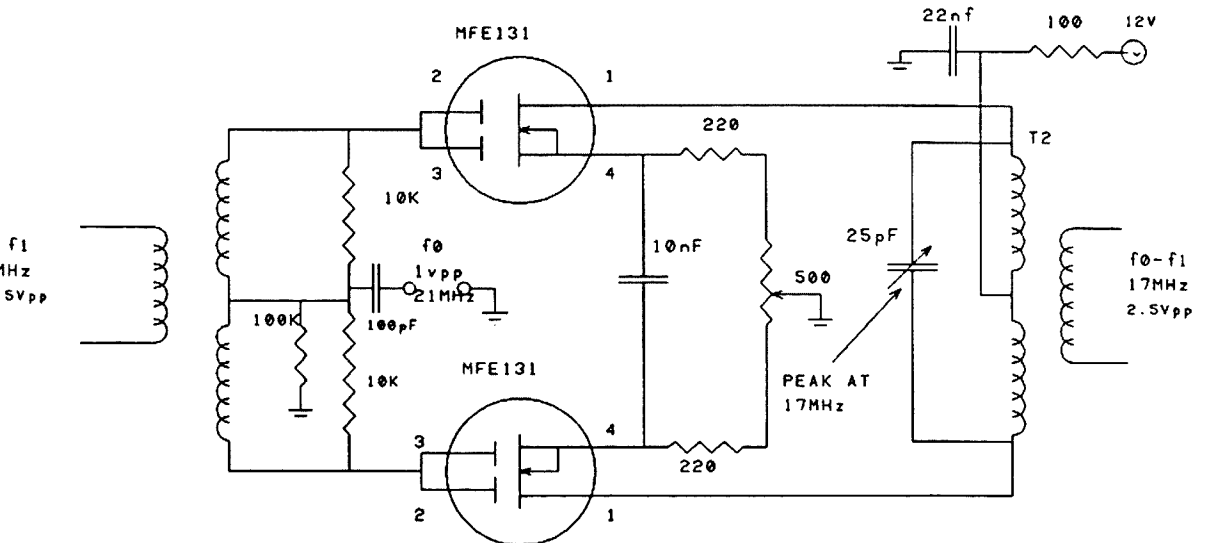 22nf
100
12V
MFE131
2
1
220
T2
3
4
10K
f1
f0
10nF
25pF
MHz
1vpp
500
f0-f1
5Vpp
21MHz
17MHz
100K
100pF
2.5Vpp
10K
MFE131
PEAK AT
17MHz
3
4
220
2
1